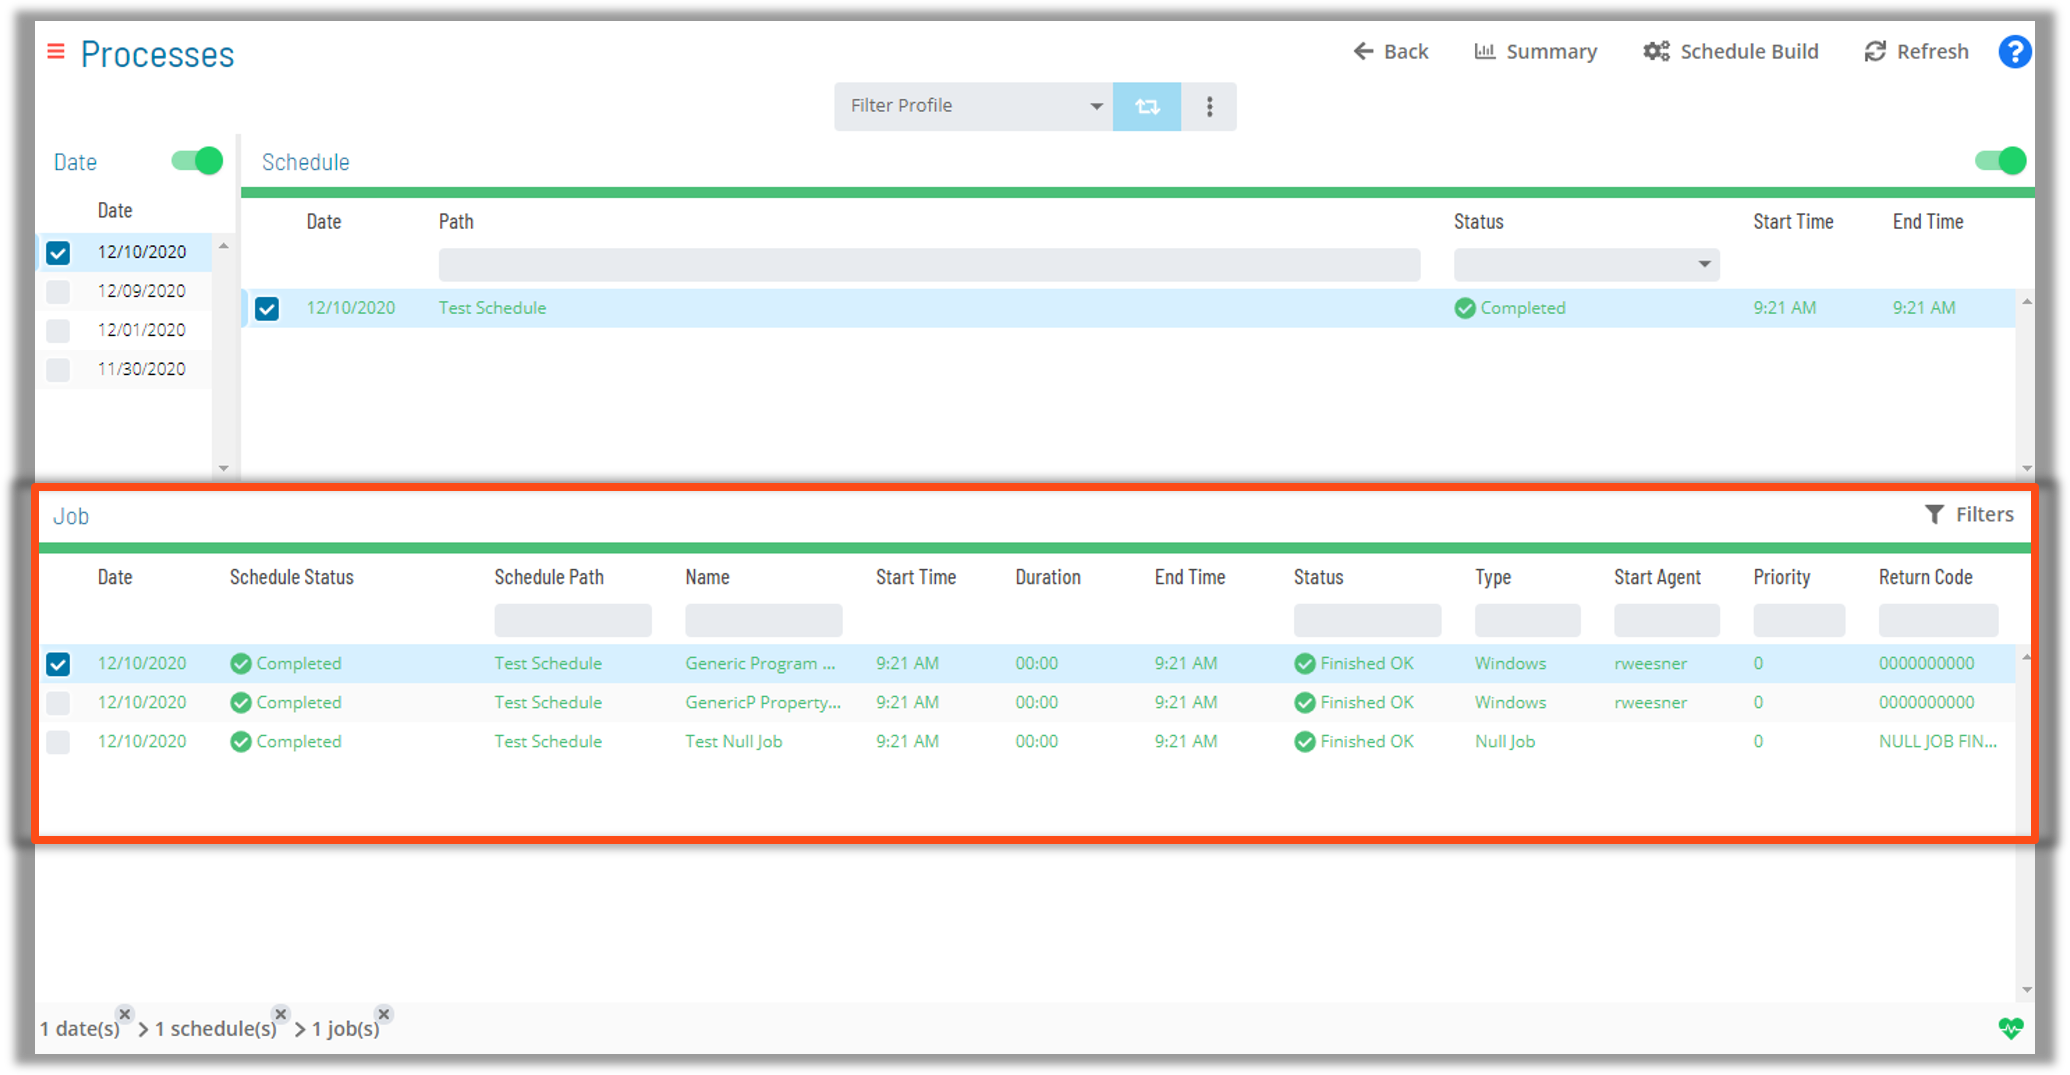 Processes
Back Summary Schedule Build Refresh ?
Filter Profile
Date
Schedule
Date
12/10/2020
12/09/2020
12/01/2020
11/30/2020
Date Path Status Start Time End Time
12/10/2020 Test Schedule Completed 9:21 AM 9:21 AM
Job
Filters
Date Schedule Status Schedule Path Name Start Time Duration End Time Status Type Start Agent Priority Return Code
12/10/2020 Completed Test Schedule Generic Program ... 9:21 AM 00:00 9:21 AM Finished OK Windows rweesner 0 0000000000
12/10/2020 Completed Test Schedule GenericP Property... 9:21 AM 00:00 9:21 AM Finished OK Windows rweesner 0 0000000000
12/10/2020 Completed Test Schedule Test Null Job 9:21 AM 00:00 9:21 AM Finished OK Null Job 0 NULL JOB FIN...
1 date(s) > 1 schedule(s) > 1 job(s)